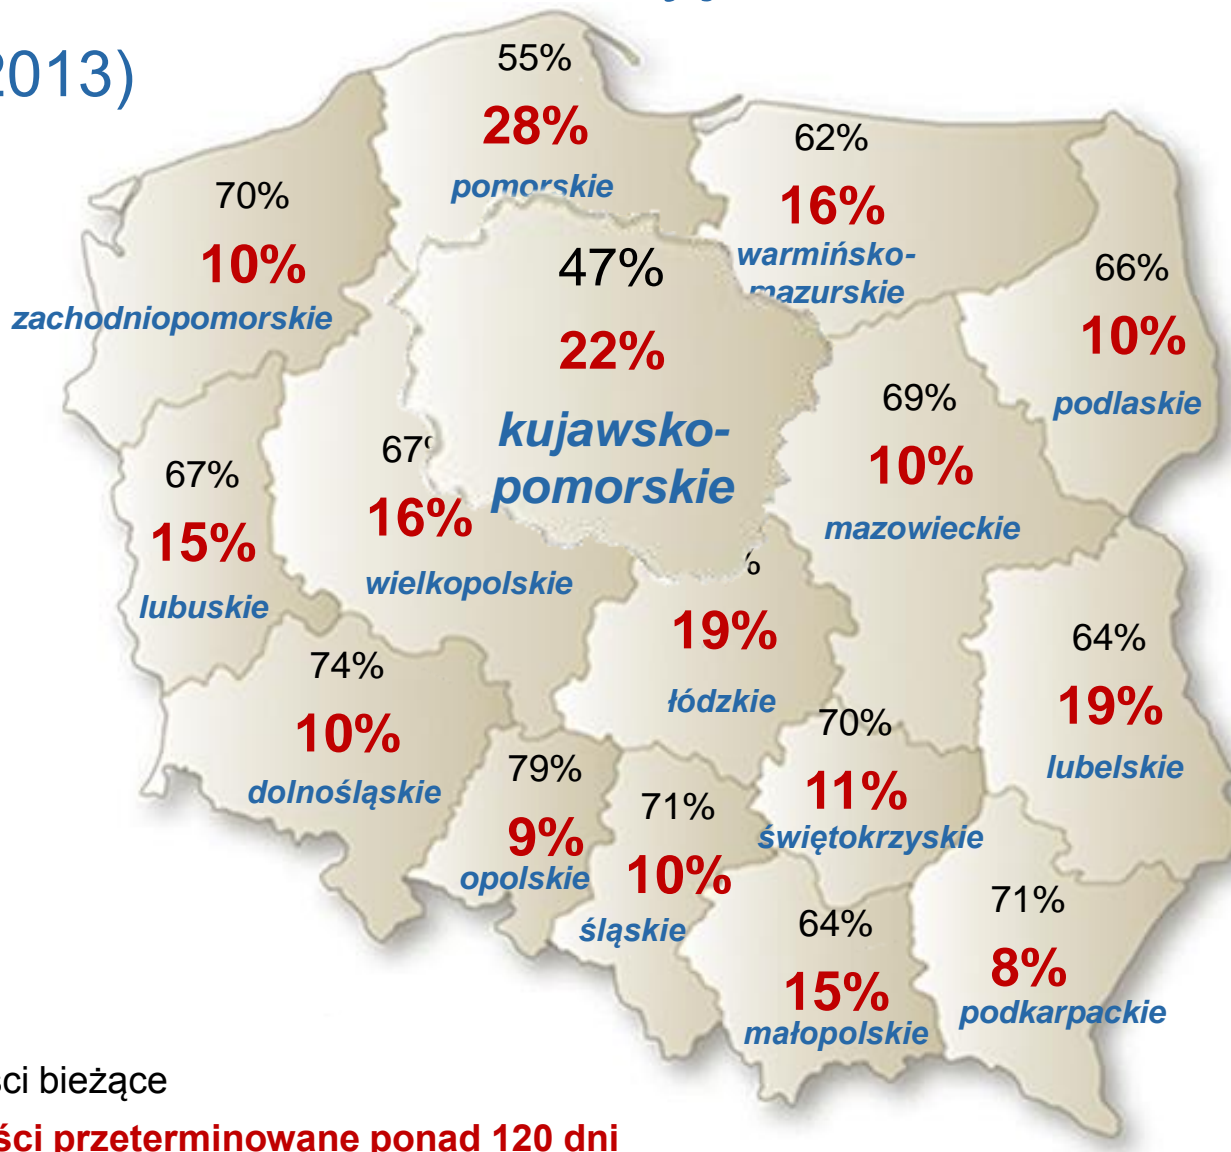 2013)
55%
28%
pomorskie
62%
16%
warmińsko-
mazurskie
70%
10%
zachodniopomorskie
47%
22%
kujawsko-
pomorskie
66%
10%
podlaskie
69%
10%
mazowieckie
67%
16%
wielkopolskie
67%
15%
lubuskie
%
19%
łódzkie
64%
19%
lubelskie
74%
10%
dolnośląskie
70%
11%
świętokrzyskie
79%
9%
opolskie
71%
10%
śląskie
64%
15%
małopolskie
71%
8%
podkarpackie
ści bieżące
ści przeterminowane ponad 120 dni